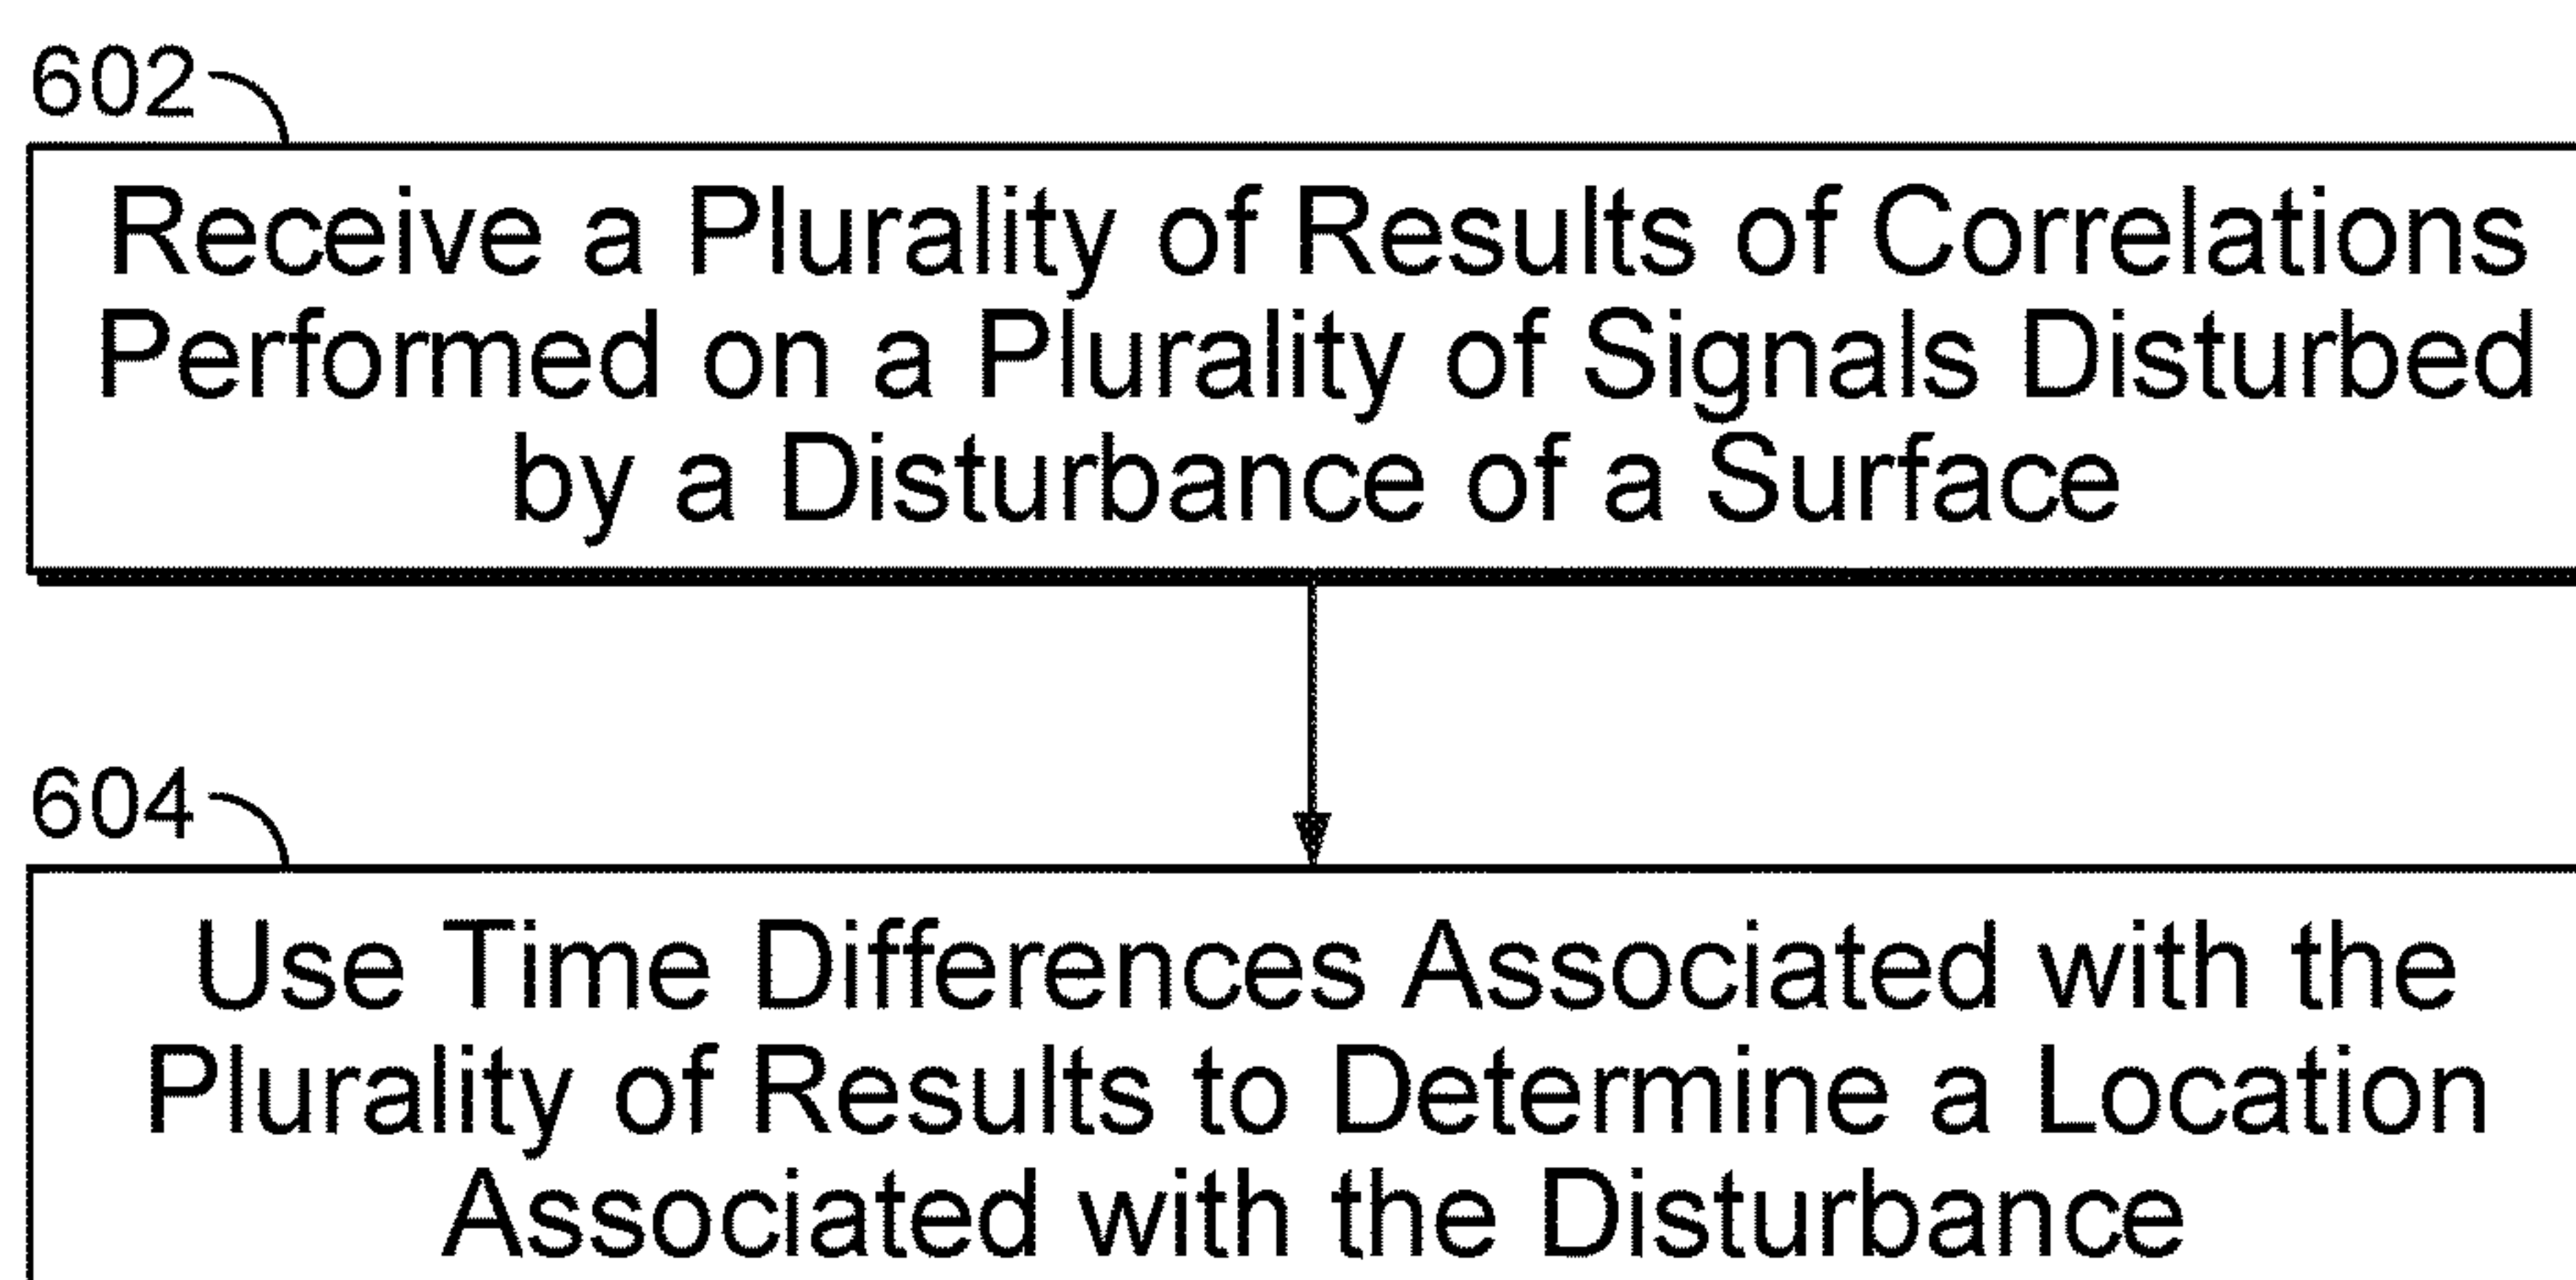 602
Receive a Plurality of Results of Correlations
Performed on a Plurality of Signals Disturbed
by a Disturbance of a Surface
604
Use Time Differences Associated with the
Plurality of Results to Determine a Location
Associated with the Disturbance